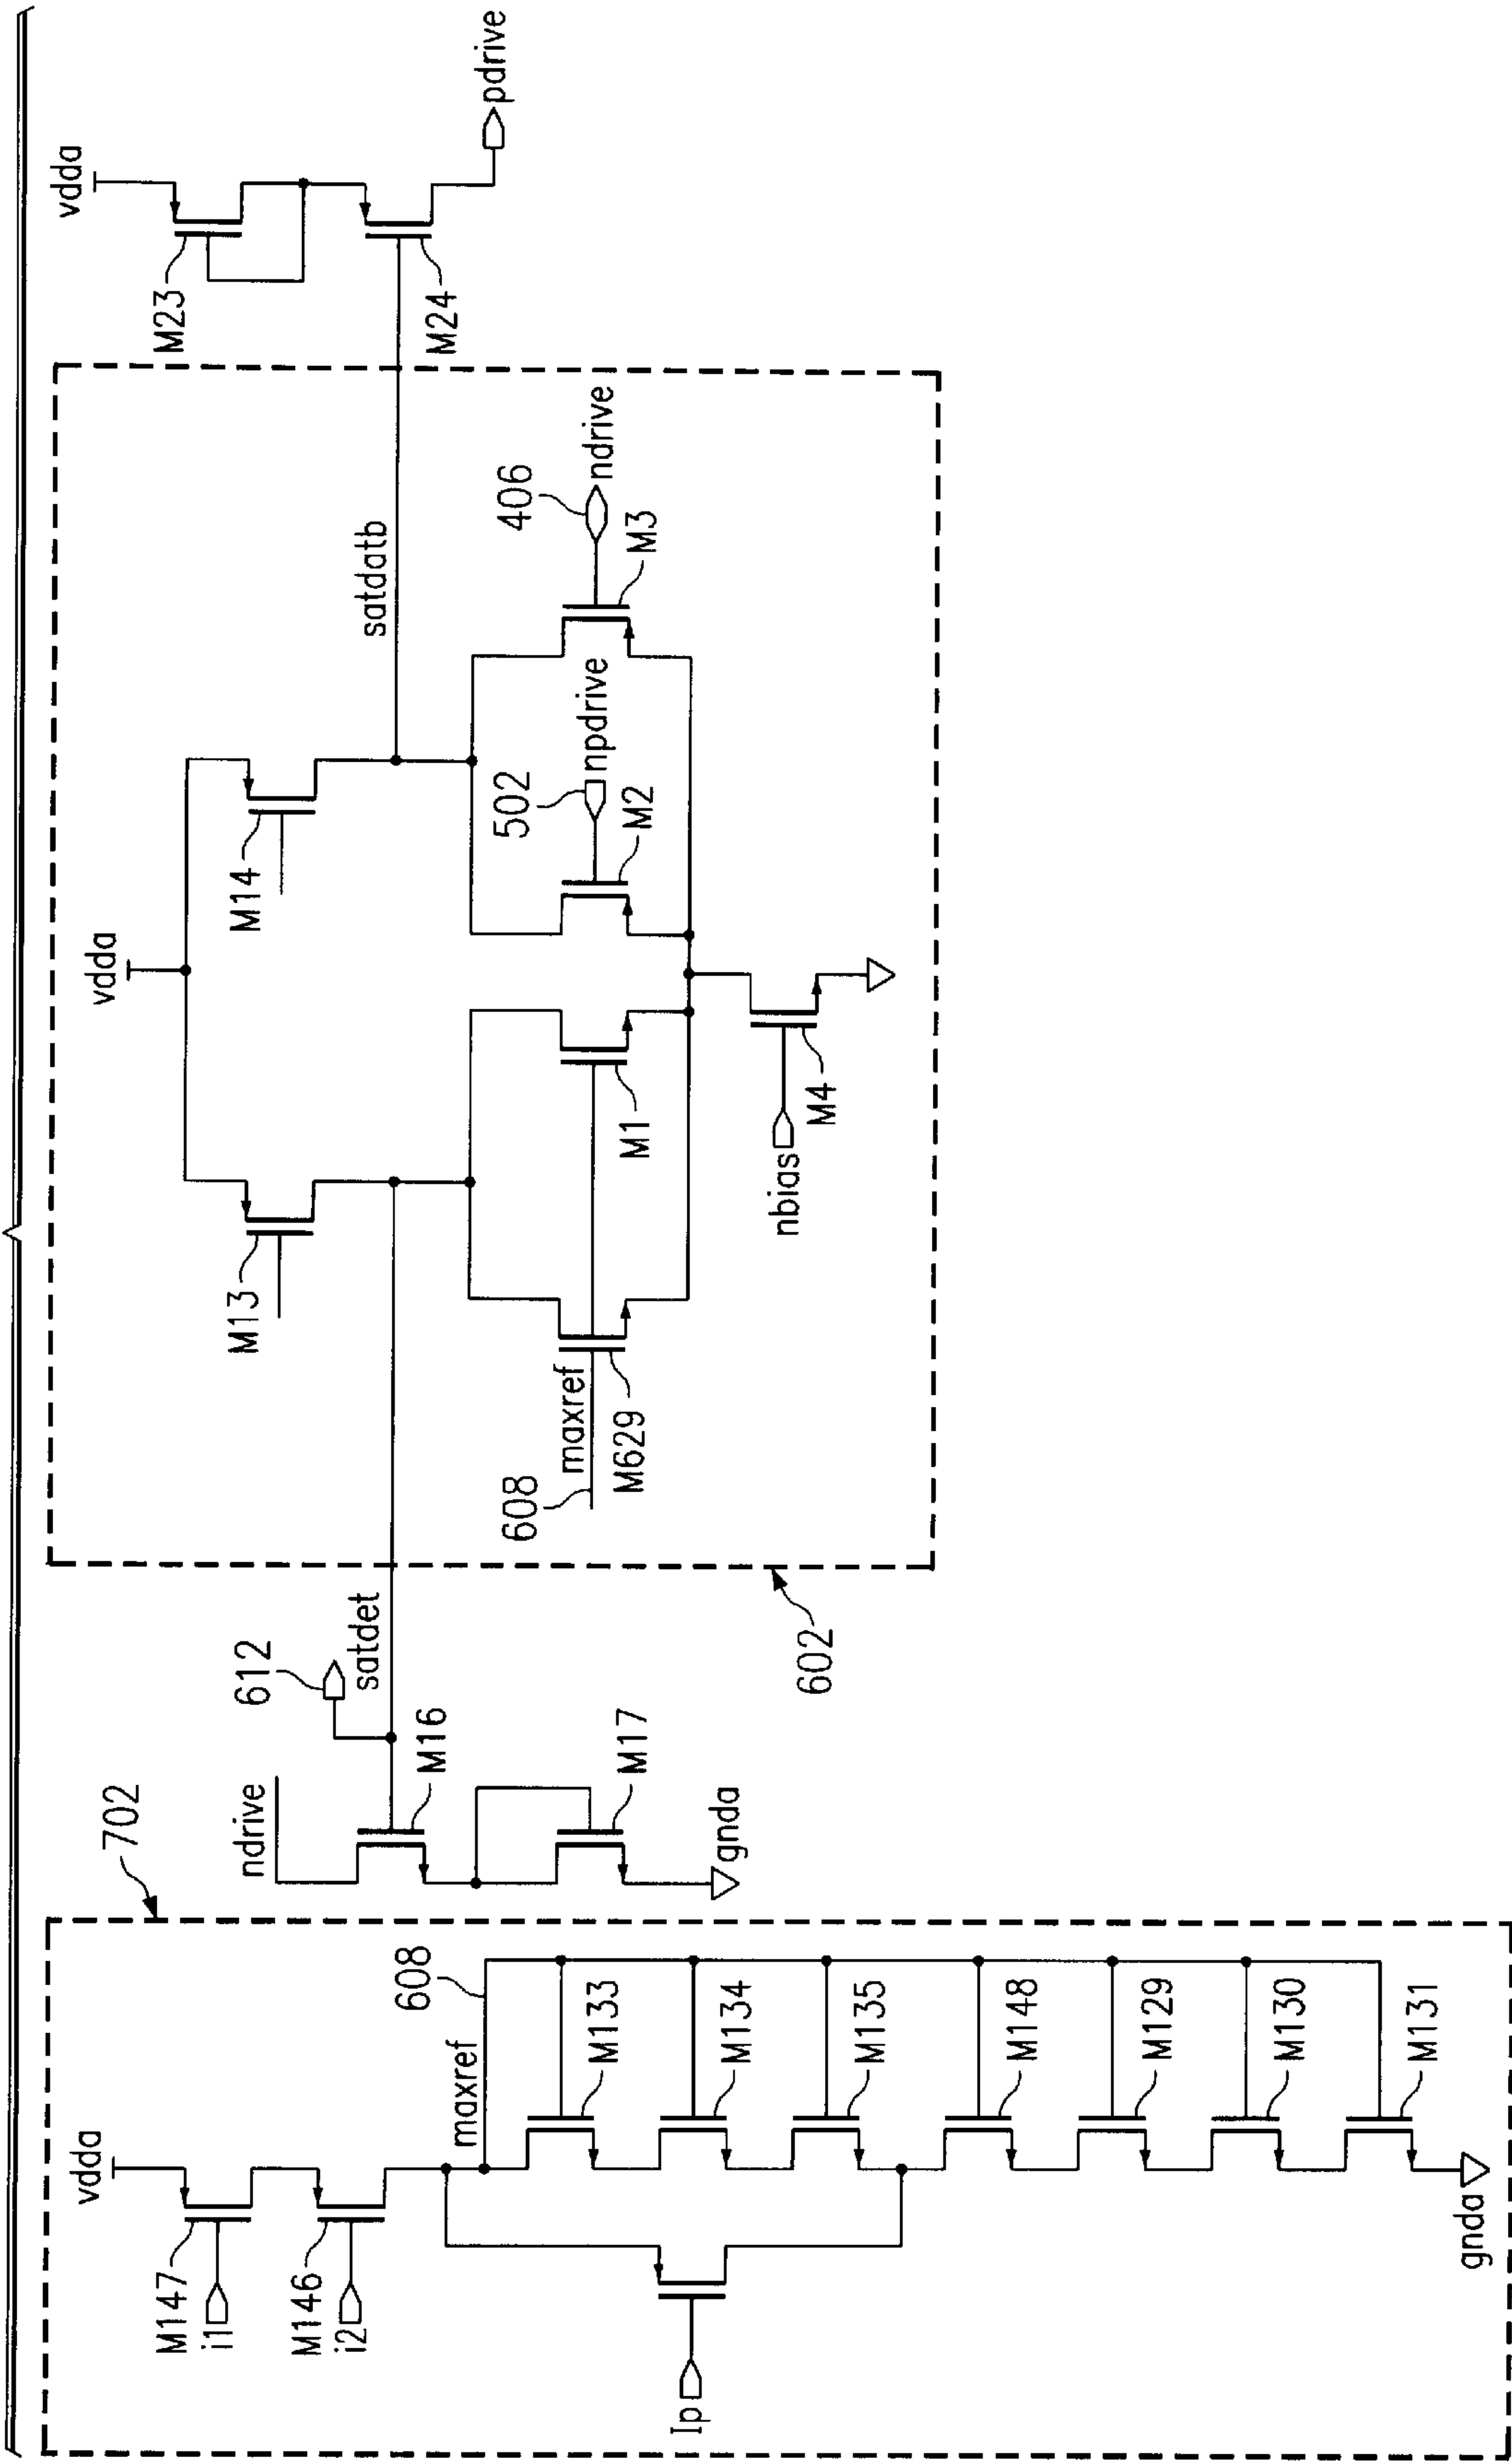 702
vdda
M147
i1
M146
i2
maxref
608
lp
M133
M134
M135
M148
M129
M130
M131
gnda
ndrive
612
satdet
M16
M17
gnda
602
vdda
M13
M14
satdatb
608
maxref
M629
M1
502
npdrive
M2
406
ndrive
M3
nbias
M4
vdda
M23
M24
pdrive